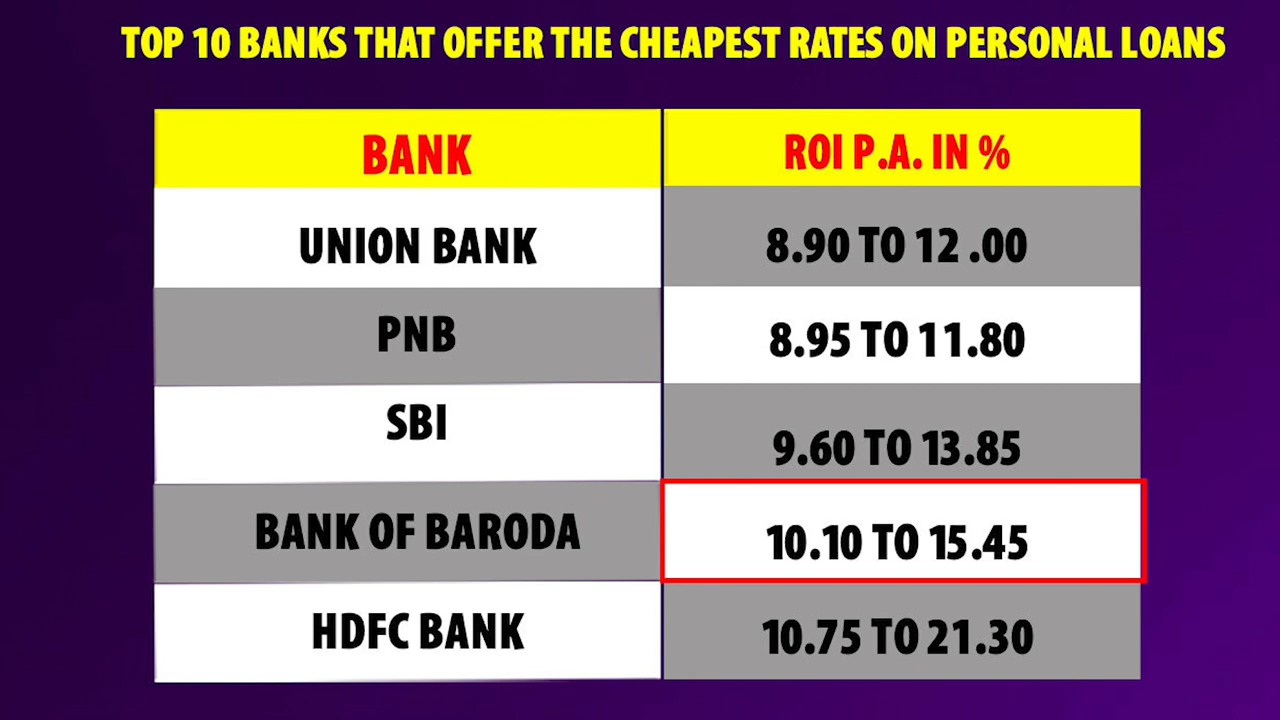 TOP 10 BANKS THAT OFFER THE CHEAPEST RATES ON PERSONAL LOANS
BANK ROI P.A. IN %
UNION BANK 8.90 TO 12 .00
PNB 8.95 TO 11.80
SBI 9.60 TO 13.85
BANK OF BARODA 10.10 TO 15.45
HDFC BANK 10.75 TO 21.30